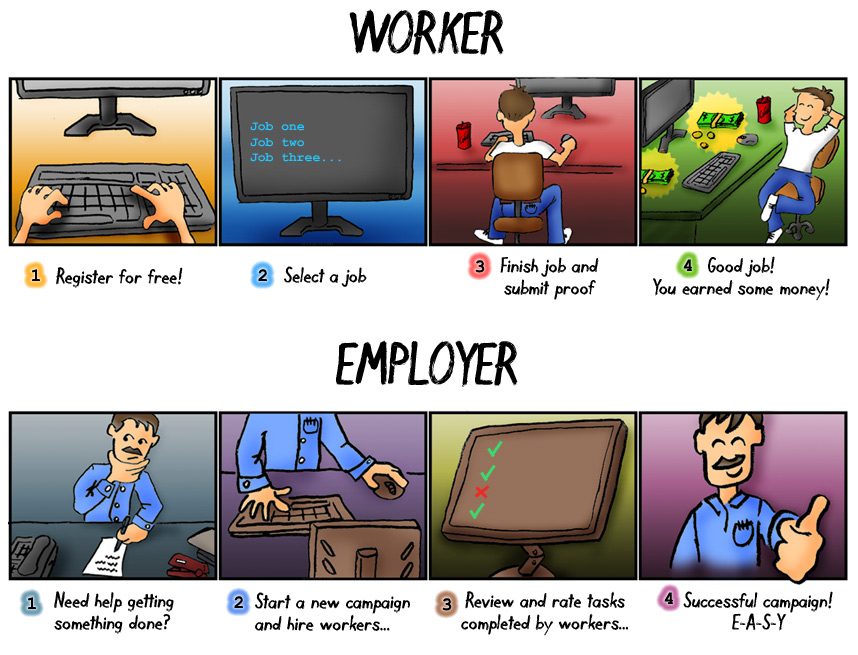 WORKER
Job one
Job two
Job three...
1 Register for free!
2 Select a job
3 Finish job and
submit proof
4 Good job!
You earned some money!
EMPLOYER
1 Need help getting
something done?
2 Start a new campaign
and hire workers...
3 Review and rate tasks
completed by workers...
4 Successful campaign!
E-A-S-Y